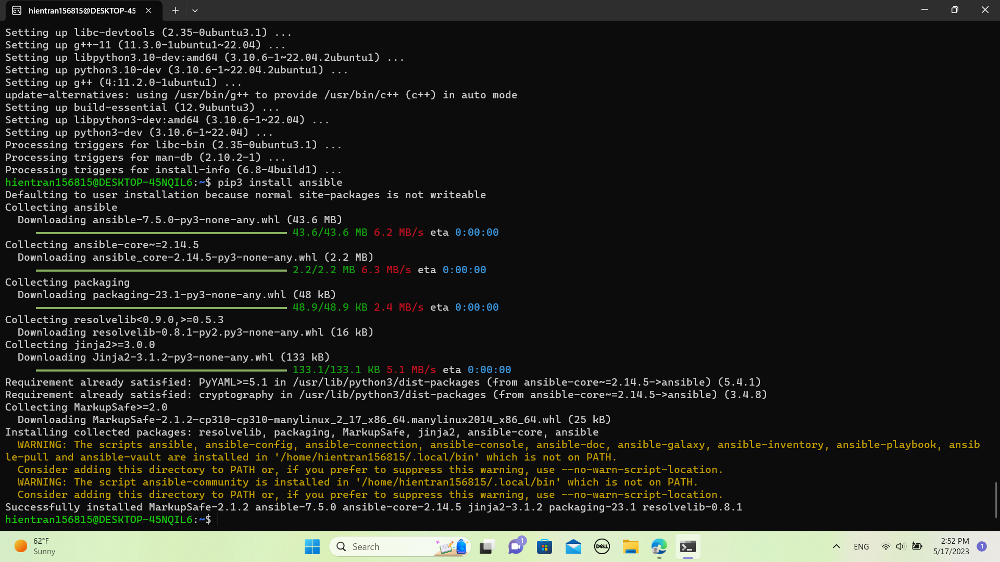 hientran156815@DESKTOP-45
Setting up libc-devtools (2.35-0ubuntu3.1) ...
Setting up g++-11 (11.3.0-1ubuntu1~22.04) ...
Setting up libpython3.10-dev:amd64 (3.10.6-1~22.04.2ubuntu1) ...
Setting up python3.10-dev (3.10.6-1~22.04.2ubuntu1) ...
Setting up g++ (4:11.2.0-1ubuntu1) ...
update-alternatives: using /usr/bin/g++ to provide /usr/bin/c++ (c++) in auto mode
Setting up build-essential (12.9ubuntu3) ...
Setting up libpython3-dev:amd64 (3.10.6-1~22.04) ...
Setting up python3-dev (3.10.6-1~22.04) ...
Processing triggers for libc-bin (2.35-0ubuntu3.1) ...
Processing triggers for man-db (2.10.2-1) ...
Processing triggers for install-info (6.8-4build1) ...
hientran156815@DESKTOP-45NQIL6:~$ pip3 install ansible
Defaulting to user installation because normal site-packages is not writeable
Collecting ansible
  Downloading ansible-7.5.0-py3-none-any.whl (43.6 MB)
43.6/43.6 MB 6.2 MB/s eta 0:00:00
Collecting ansible-core~=2.14.5
  Downloading ansible_core-2.14.5-py3-none-any.whl (2.2 MB)
2.2/2.2 MB 6.3 MB/s eta 0:00:00
Collecting packaging
  Downloading packaging-23.1-py3-none-any.whl (48 kB)
48.9/48.9 KB 2.4 MB/s eta 0:00:00
Collecting resolvelib<0.9.0,>=0.5.3
  Downloading resolvelib-0.8.1-py2.py3-none-any.whl (16 kB)
Collecting jinja2>=3.0.0
  Downloading Jinja2-3.1.2-py3-none-any.whl (133 kB)
133.1/133.1 KB 5.1 MB/s eta 0:00:00
Requirement already satisfied: PyYAML>=5.1 in /usr/lib/python3/dist-packages (from ansible-core~=2.14.5->ansible) (5.4.1)
Requirement already satisfied: cryptography in /usr/lib/python3/dist-packages (from ansible-core~=2.14.5->ansible) (3.4.8)
Collecting MarkupSafe>=2.0
  Downloading MarkupSafe-2.1.2-cp310-cp310-manylinux_2_17_x86_64.manylinux2014_x86_64.whl (25 kB)
Installing collected packages: resolvelib, packaging, MarkupSafe, jinja2, ansible-core, ansible
  WARNING: The scripts ansible, ansible-config, ansible-connection, ansible-console, ansible-doc, ansible-galaxy, ansible-inventory, ansible-playbook, ansib
le-pull and ansible-vault are installed in '/home/hientran156815/.local/bin' which is not on PATH.
  Consider adding this directory to PATH or, if you prefer to suppress this warning, use --no-warn-script-location.
  WARNING: The script ansible-community is installed in '/home/hientran156815/.local/bin' which is not on PATH.
  Consider adding this directory to PATH or, if you prefer to suppress this warning, use --no-warn-script-location.
Successfully installed MarkupSafe-2.1.2 ansible-7.5.0 ansible-core-2.14.5 jinja2-3.1.2 packaging-23.1 resolvelib-0.8.1
hientran156815@DESKTOP-45NQIL6:~$
62°F
Sunny
Search
1
DELL
ENG
2:52 PM
5/17/2023
1